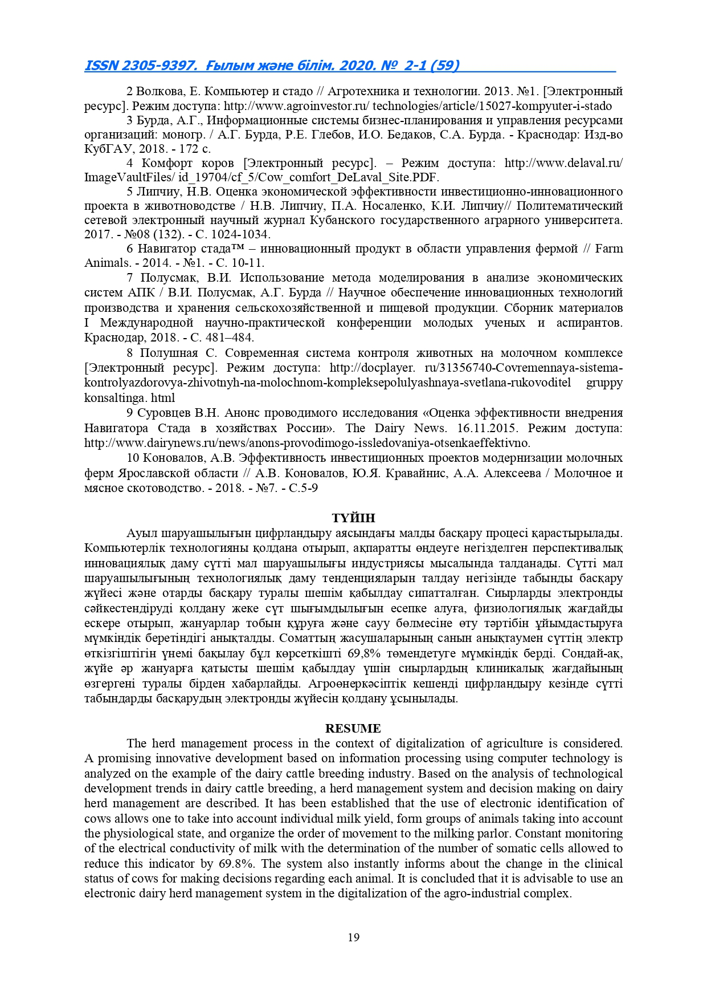 ISSN 2305-9397. Ғылым және білім. 2020. № 2-1 (59)
2 Волкова, Е. Компьютер и стадо // Агротехника и технологии. 2013. №1. [Электронный
ресурс]. Режим доступа: http://www.agroinvestor.ru/ technologies/article/15027-kompyuter-i-stado
3 Бурда, А.Г., Информационные системы бизнес-планирования и управления ресурсами
организаций: моногр. / А.Г. Бурда, Р.Е. Глебов, И.О. Бедаков, С.А. Бурда. - Краснодар: Изд-во
КубГАУ, 2018. - 172 с.
4 Комфорт коров [Электронный ресурс]. – Режим доступа: http://www.delaval.ru/
ImageVaultFiles/ id_19704/cf_5/Cow_comfort_DeLaval_Site.PDF.
5 Липчиу, Н.В. Оценка экономической эффективности инвестиционно-инновационного
проекта в животноводстве / Н.В. Липчиу, П.А. Носаленко, К.И. Липчиу// Политематический
сетевой электронный научный журнал Кубанского государственного аграрного университета.
2017. - №08 (132). - С. 1024-1034.
6 Навигатор стада™ – инновационный продукт в области управления фермой // Farm
Animals. - 2014. - №1. - С. 10-11.
7 Полусмак, В.И. Использование метода моделирования в анализе экономических
систем АПК / В.И. Полусмак, А.Г. Бурда // Научное обеспечение инновационных технологий
производства и хранения сельскохозяйственной и пищевой продукции. Сборник материалов
I Международной научно-практической конференции молодых ученых и аспирантов.
Краснодар, 2018. - С. 481–484.
8 Полушная С. Современная система контроля животных на молочном комплексе
[Электронный ресурс]. Режим доступа: http://docplayer. ru/31356740-Covremennaya-sistema-
kontrolyazdorovya-zhivotnyh-na-molochnom-kompleksepolulyashnaya-svetlana-rukovoditel gruppy
konsaltinga. html
9 Суровцев В.Н. Анонс проводимого исследования «Оценка эффективности внедрения
Навигатора Стада в хозяйствах России». The Dairy News. 16.11.2015. Режим доступа:
http://www.dairynews.ru/news/anons-provodimogo-issledovaniya-otsenkaeffektivno.
10 Коновалов, А.В. Эффективность инвестиционных проектов модернизации молочных
ферм Ярославской области // А.В. Коновалов, Ю.Я. Кравайнис, А.А. Алексеева / Молочное и
мясное скотоводство. - 2018. - №7. - С.5-9
ТҮЙІН
Ауыл шаруашылығын цифрландыру аясындағы малды басқару процесі қарастырылады.
Компьютерлік технологияны қолдана отырып, ақпаратты өңдеуге негізделген перспективалық
инновациялық даму сүтті мал шаруашылығы индустриясы мысалында талданады. Сүтті мал
шаруашылығының технологиялық даму тенденцияларын талдау негізінде табынды басқару
жүйесі және отарды басқару туралы шешім қабылдау сипатталған. Сиырларды электронды
сәйкестендіруді қолдану жеке сүт шығымдылығын есепке алуға, физиологиялық жағдайды
ескере отырып, жануарлар тобын құруға және сауу бөлмесіне өту тәртібін ұйымдастыруға
мүмкіндік беретіндігі анықталды. Соматтың жасушаларының санын анықтаумен сүттің электр
өткізгіштігін үнемі бақылау бұл көрсеткішті 69,8% төмендетуге мүмкіндік берді. Сондай-ақ,
жүйе әр жануарға қатысты шешім қабылдау үшін сиырлардың клиникалық жағдайының
өзгергені туралы бірден хабарлайды. Агроөнеркәсіптік кешенді цифрландыру кезінде сүтті
табындарды басқарудың электронды жүйесін қолдану ұсынылады.
RESUME
The herd management process in the context of digitalization of agriculture is considered.
A promising innovative development based on information processing using computer technology is
analyzed on the example of the dairy cattle breeding industry. Based on the analysis of technological
development trends in dairy cattle breeding, a herd management system and decision making on dairy
herd management are described. It has been established that the use of electronic identification of
cows allows one to take into account individual milk yield, form groups of animals taking into account
the physiological state, and organize the order of movement to the milking parlor. Constant monitoring
of the electrical conductivity of milk with the determination of the number of somatic cells allowed to
reduce this indicator by 69.8%. The system also instantly informs about the change in the clinical
status of cows for making decisions regarding each animal. It is concluded that it is advisable to use an
electronic dairy herd management system in the digitalization of the agro-industrial complex.
19